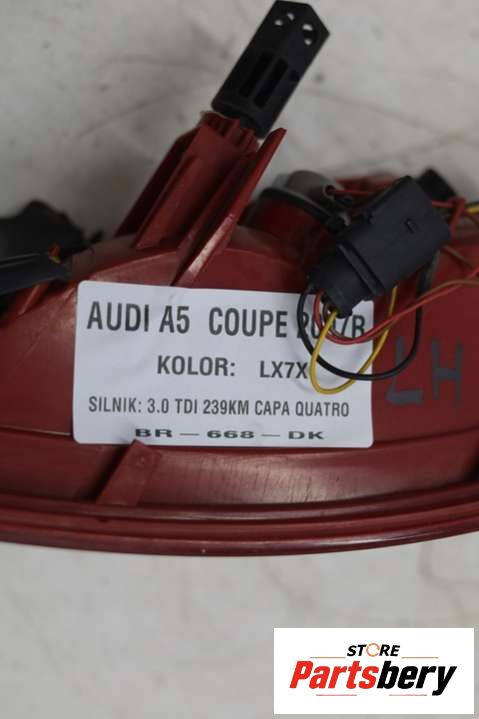 AUDI A5 COUPE
KOLOR: LX7X
SILNIK: 3.0 TDI 239KM CAPA QUATRO
BR - 668 - DK
LH
STORE
Partsbery